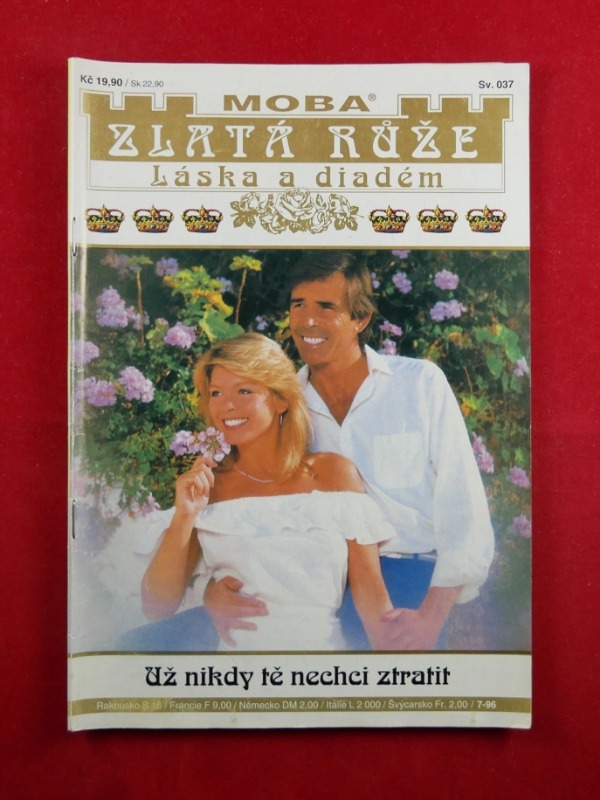 Kč 19,90 / Sk 22,90
Sv. 037
MOBA®
ZLATÁ RŮŽE
Láska a diadém
Už nikdy tě nechci ztratit
Rakousko S 16 / Francie F 9,00 / Německo DM 2,00 / Itálie L 2 000 / Švýcarsko Fr. 2,00 / 7-96